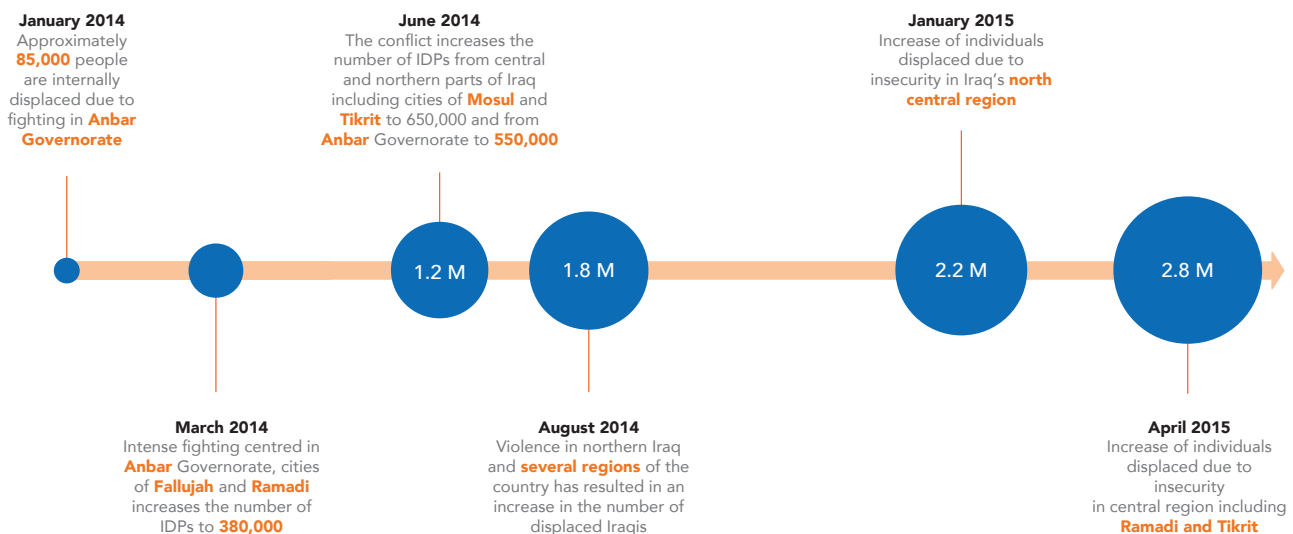 January 2014
Approximately
85,000 people
are internally
displaced due to
fighting in Anbar
Governorate
June 2014
The conflict increases the
number of IDPs from central
and northern parts of Iraq
including cities of Mosul and
Tikrit to 650,000 and from
Anbar Governorate to 550,000
January 2015
Increase of individuals
displaced due to
insecurity in Iraq’s north
central region
1.2 M
1.8 M
2.2 M
2.8 M
March 2014
Intense fighting centred in
Anbar Governorate, cities
of Fallujah and Ramadi
increases the number of
IDPs to 380,000
August 2014
Violence in northern Iraq
and several regions of the
country has resulted in an
increase in the number of
displaced Iraqis
April 2015
Increase of individuals
displaced due to
insecurity
in central region including
Ramadi and Tikrit